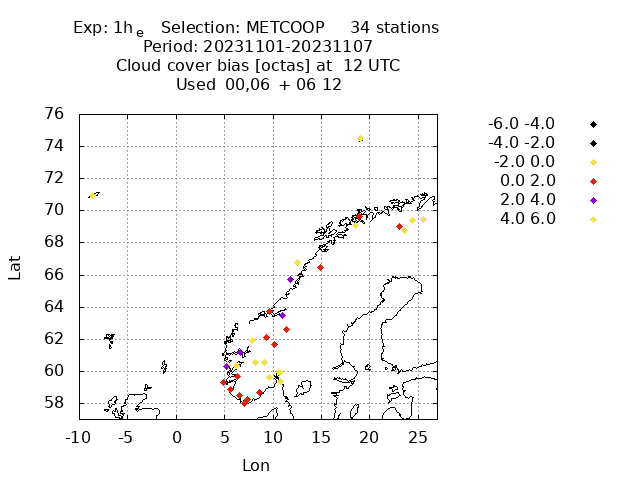 Exp: 1h e Selection: METCOOP 34 stations
Period: 20231101-20231107
Cloud cover bias [octas] at 12 UTC
Used 00,06 + 06 12
76
74
72
70
68
66
64
62
60
58
-10 -5 0 5 10 15 20 25
Lat
Lon
-6.0 -4.0
-4.0 -2.0
-2.0 0.0
0.0 2.0
2.0 4.0
4.0 6.0